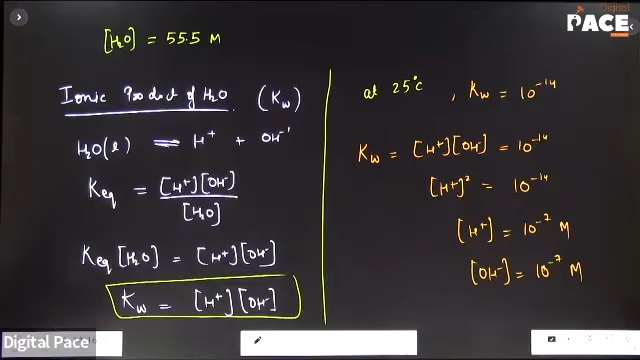 [H₂O] = 55.5 M
Ionic Product of H₂O (Kw)
H₂O(l) ⇌ H⁺ + OH⁻
Keq = [H⁺][OH⁻] / [H₂O]
Keq [H₂O] = [H⁺][OH⁻]
Kw = [H⁺][OH⁻]
at 25°C , Kw = 10⁻¹⁴
Kw = [H⁺][OH⁻] = 10⁻¹⁴
[H⁺]² = 10⁻¹⁴
[H⁺] = 10⁻⁷ M
[OH⁻] = 10⁻⁷ M
Digital
PACE
Digital Pace